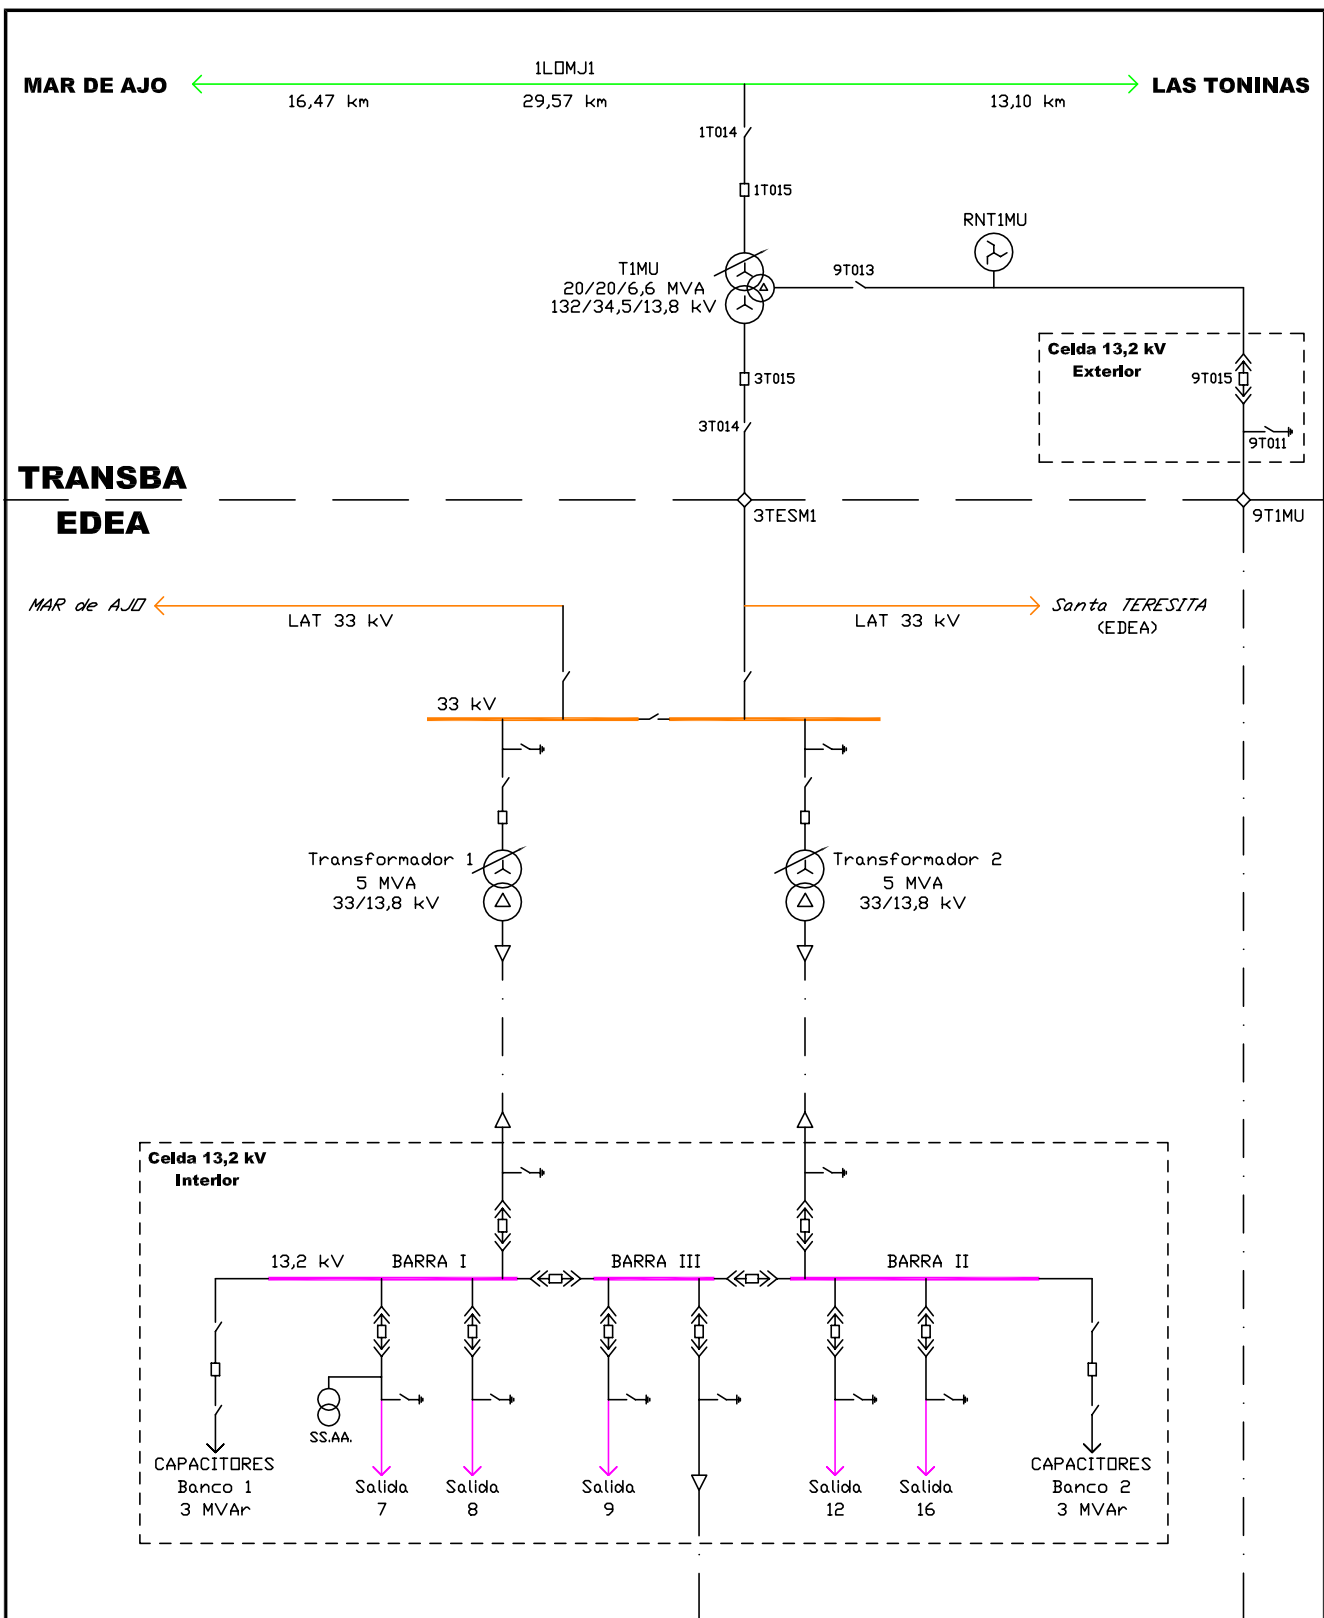 1LOMJ1
MAR DE AJO
LAS TONINAS
16,47 km
29,57 km
13,10 km
1T014
1T015
RNT1MU
T1MU
20/20/6,6 MVA
132/34,5/13,8 kV
9T013
Celda 13,2 kV
Exterior
3T015
9T015
3T014
9T011
TRANSBA
EDEA
3TESM1
9T1MU
MAR de AJO
LAT 33 kV
LAT 33 kV
Santa TERESITA
(EDEA)
33 kV
Transformador 1
5 MVA
33/13,8 kV
Transformador 2
5 MVA
33/13,8 kV
Celda 13,2 kV
Interior
13,2 kV
BARRA I
BARRA III
BARRA II
SS.AA.
CAPACITORES
Banco 1
3 MVAr
Salida
7
Salida
8
Salida
9
Salida
12
Salida
16
CAPACITORES
Banco 2
3 MVAr